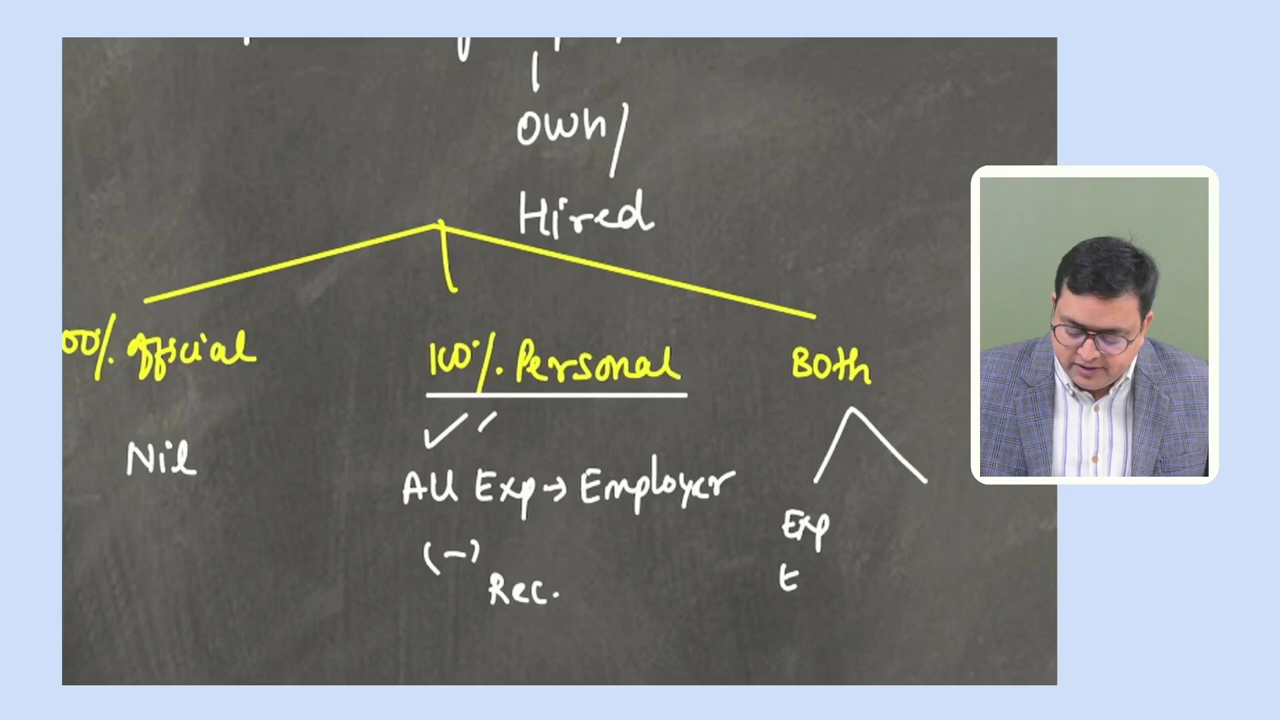 Own/
Hired
00% official
100% Personal
Both
Nil
All Exp → Employer
(-)
Rec.
Exp
E